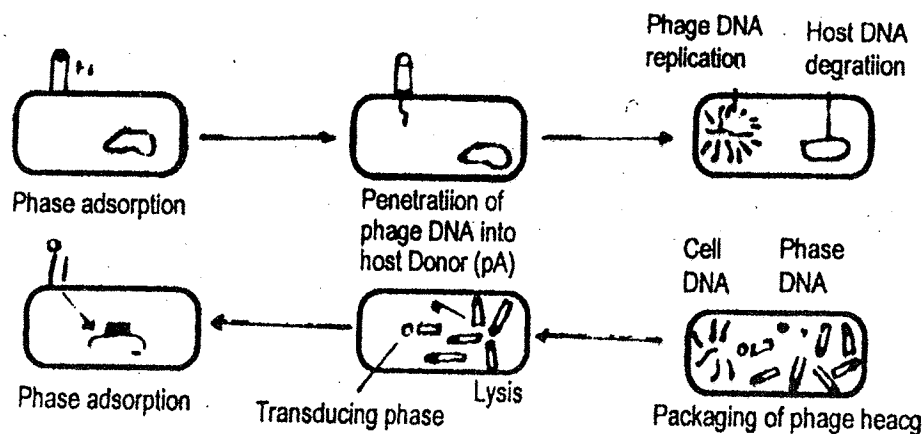 Phage DNA
replication
Host DNA
degratiion
Phase adsorption
Penetratiion of
phage DNA into
host Donor (pA)
Cell
DNA
Phase
DNA
Phase adsorption
Transducing phase
Lysis
Packaging of phage heacg